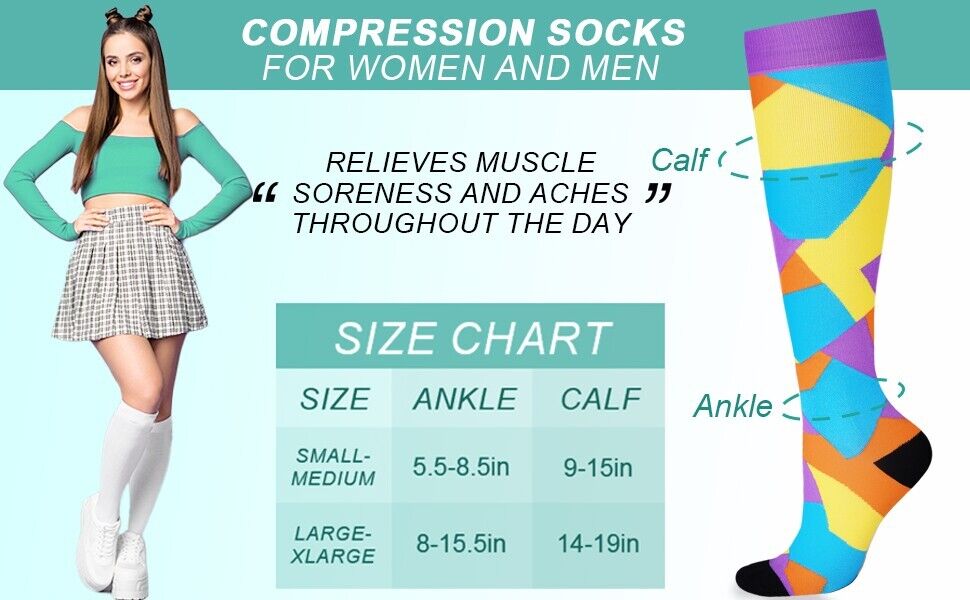 COMPRESSION SOCKS
FOR WOMEN AND MEN
“ RELIEVES MUSCLE
SORENESS AND ACHES
THROUGHOUT THE DAY ”
Calf
Ankle
SIZE CHART
SIZE ANKLE CALF
SMALL-
MEDIUM 5.5-8.5in 9-15in
LARGE-
XLARGE 8-15.5in 14-19in